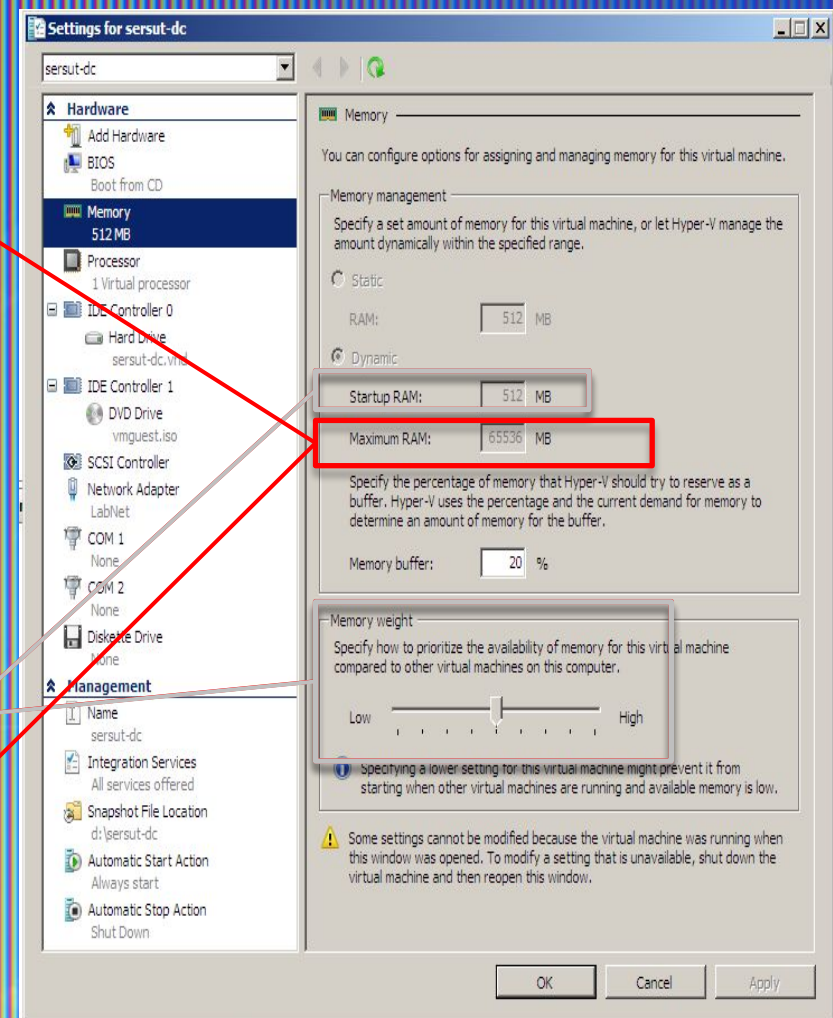 Settings for sersut-dc
sersut-dc
Hardware
Add Hardware
BIOS
Boot from CD
Memory
512 MB
Processor
1 Virtual processor
IDE Controller 0
Hard Drive
sersut-dc.vhd
IDE Controller 1
DVD Drive
vmguest.iso
SCSI Controller
Network Adapter
LabNet
COM 1
None
COM 2
None
Diskette Drive
None
Management
Name
sersut-dc
Integration Services
All services offered
Snapshot File Location
d:\sersut-dc
Automatic Start Action
Always start
Automatic Stop Action
Shut Down
Memory
You can configure options for assigning and managing memory for this virtual machine.
Memory management
Specify a set amount of memory for this virtual machine, or let Hyper-V manage the
amount dynamically within the specified range.
Static
RAM: 512 MB
Dynamic
Startup RAM: 512 MB
Maximum RAM: 65536 MB
Specify the percentage of memory that Hyper-V should try to reserve as a
buffer. Hyper-V uses the percentage and the current demand for memory to
determine an amount of memory for the buffer.
Memory buffer: 20 %
Memory weight
Specify how to prioritize the availability of memory for this virtual machine
compared to other virtual machines on this computer.
Low High
Specifying a lower setting for this virtual machine might prevent it from
starting when other virtual machines are running and available memory is low.
Some settings cannot be modified because the virtual machine was running when
this window was opened. To modify a setting that is unavailable, shut down the
virtual machine and then reopen this window.
OK Cancel Apply